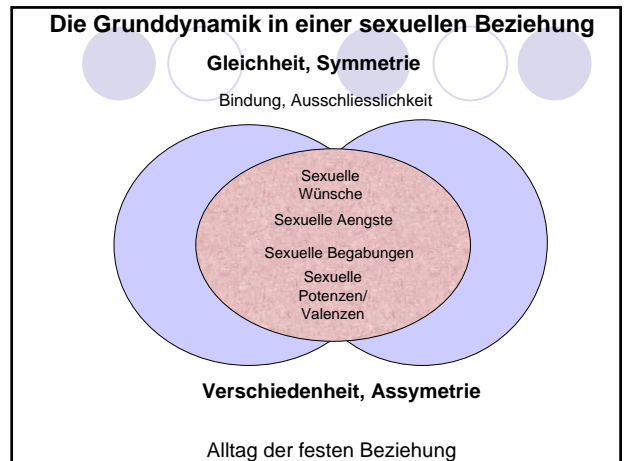 Die Grunddynamik in einer sexuellen Beziehung
Gleichheit, Symmetrie
Bindung, Ausschliesslichkeit
Sexuelle
Wünsche
Sexuelle Aengste
Sexuelle Begabungen
Sexuelle
Potenzen/
Valenzen
Verschiedenheit, Assymetrie
Alltag der festen Beziehung